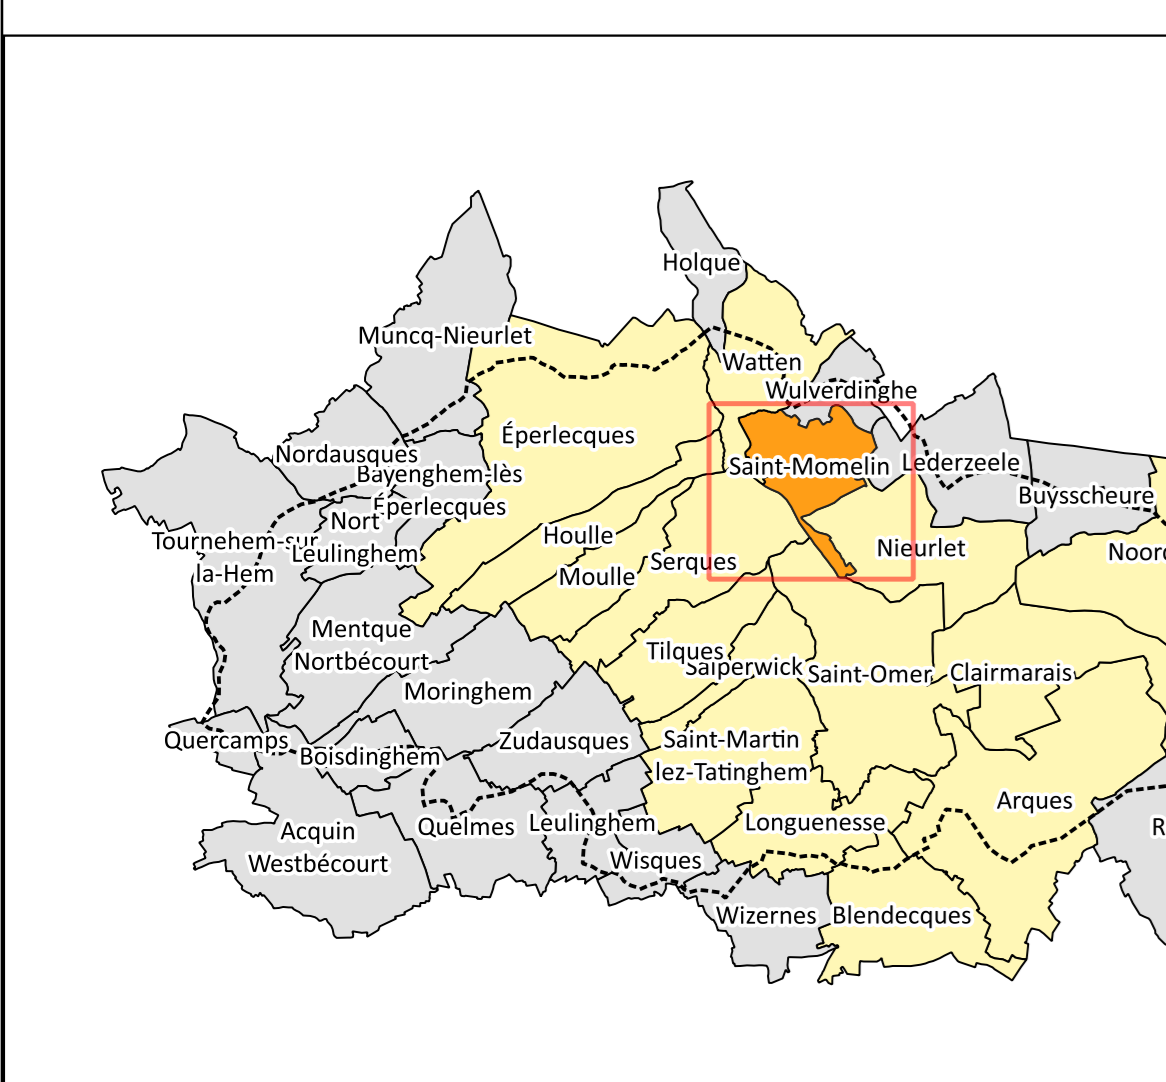 Holque
Muncq-Nieurlet
Watten
Wulverdinghe
Éperlecques
Nordausques
Saint-Momelin
Lederzeele
Bayenghem-lès
Éperlecques
Buysscheure
Nort
Leulinghem
Tournehem-sur
la-Hem
Houlle
Nieurlet
Noord
Serques
Moulle
Mentque
Nortbécourt
Tilques
Salperwick
Saint-Omer
Clairmarais
Moringhem
Quercamps
Boisdinghem
Zudausques
Saint-Martin
lez-Tatinghem
Arques
Acquin
Westbécourt
Quelmes
Leulinghem
Longuenesse
R
Wisques
Wizernes
Blendecques